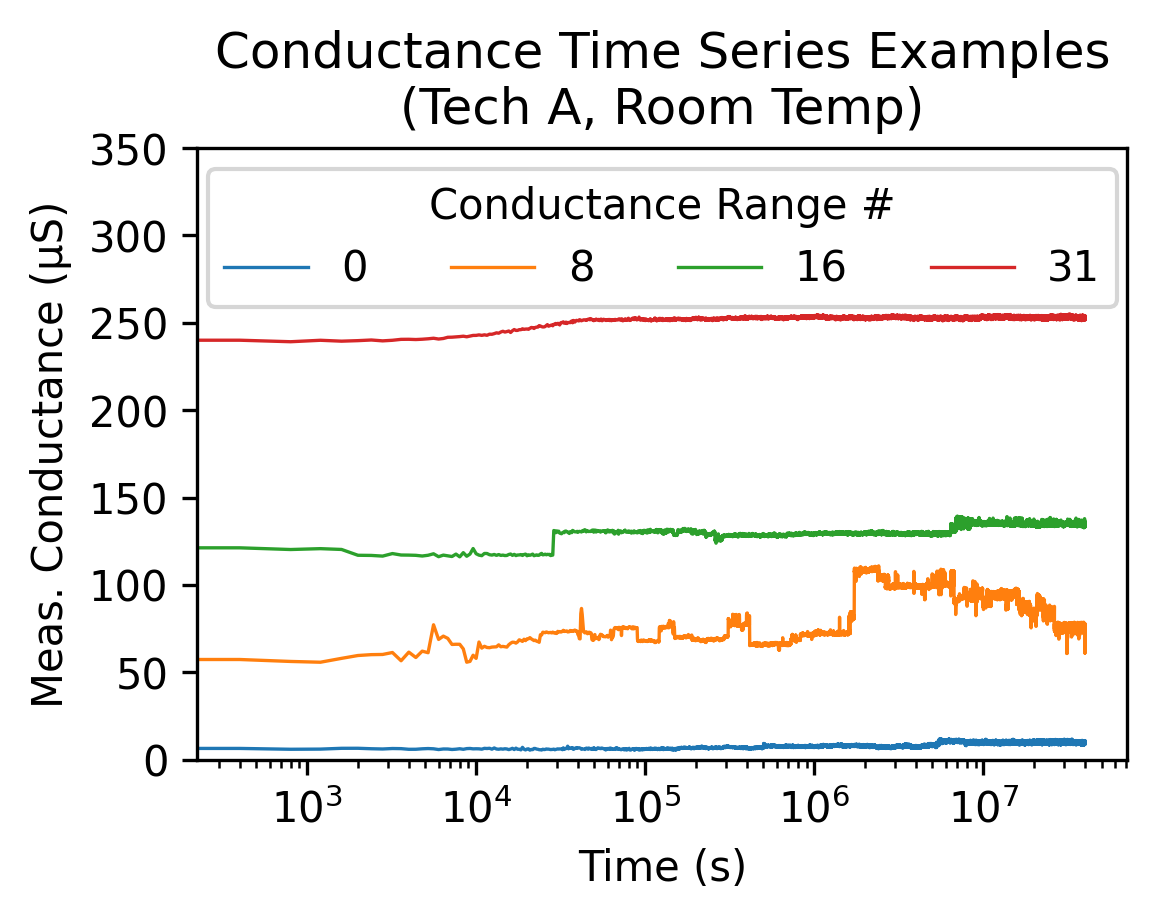 Conductance Time Series Examples
(Tech A, Room Temp)
Meas. Conductance (μS)
350
300
250
200
150
100
50
0
Conductance Range #
0 8 16 31
10³ 10⁴ 10⁵ 10⁶ 10⁷
Time (s)